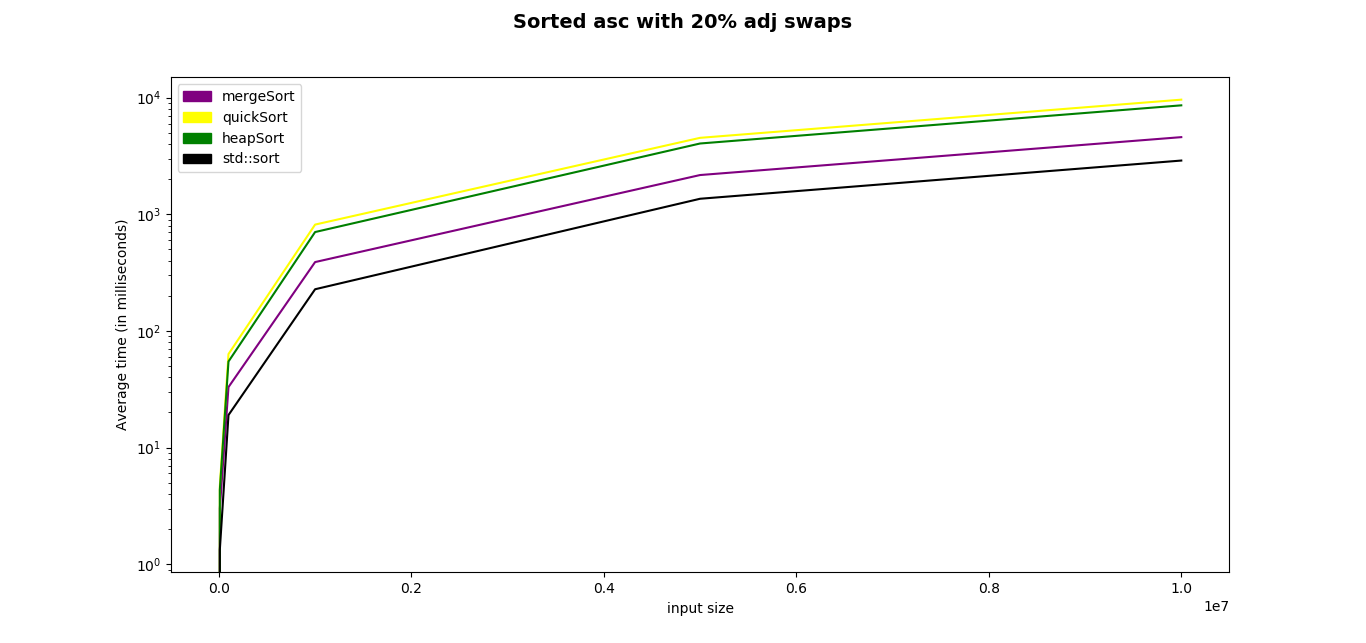 Sorted asc with 20% adj swaps
mergeSort
quickSort
heapSort
std::sort
Average time (in milliseconds)
10⁴
10³
10²
10¹
10⁰
0.0 0.2 0.4 0.6 0.8 1.0
1e7
input size